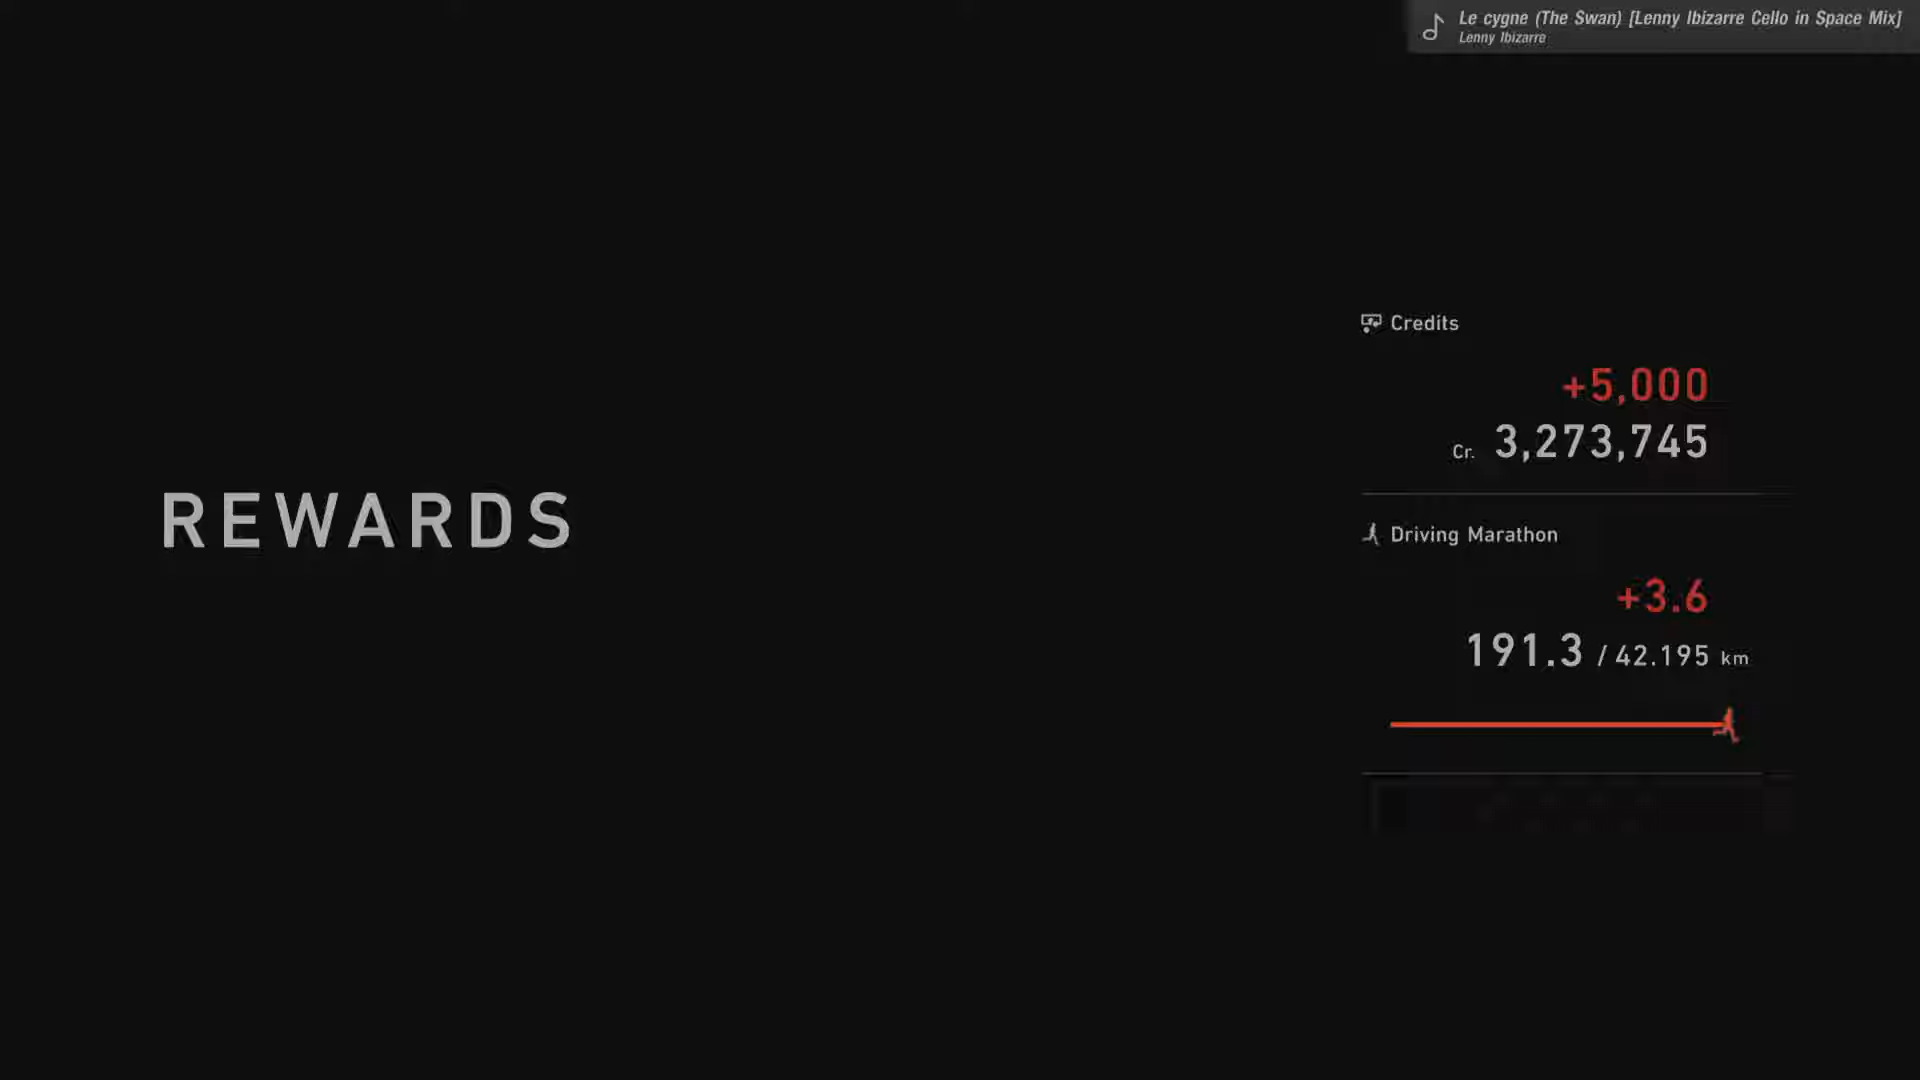 Le cygne (The Swan) [Lenny Ibizarre Cello in Space Mix]
Lenny Ibizarre
REWARDS
Credits
+5,000
Cr. 3,273,745
Driving Marathon
+3.6
191.3 / 42.195 km